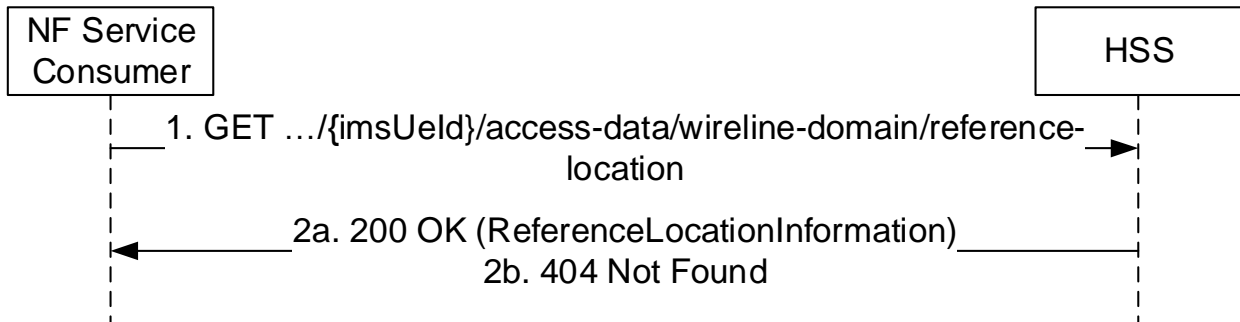 NF Service
Consumer
HSS
1. GET …/{imsUeId}/access-data/wireline-domain/reference-
location
2a. 200 OK (ReferenceLocationInformation)
2b. 404 Not Found